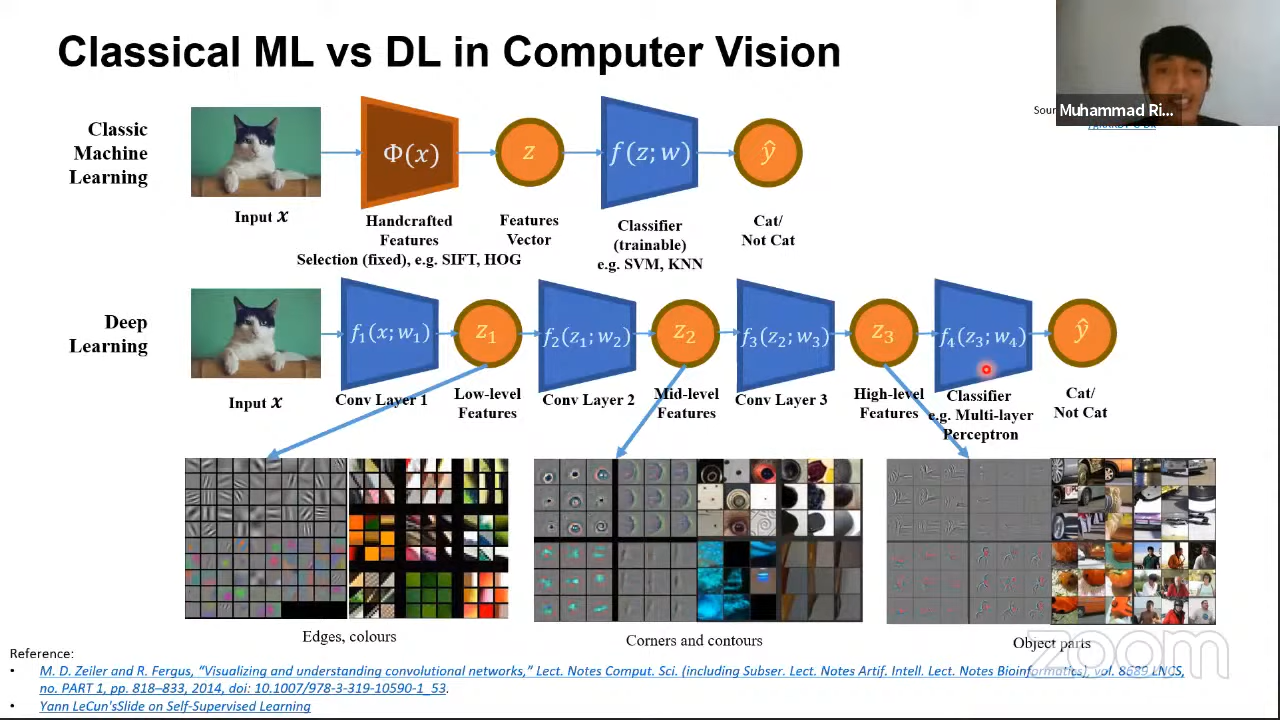 Classical ML vs DL in Computer Vision
Muhammad Ri...
Classic
Machine
Learning
Φ(x)
z
f(z;w)
ŷ
Input x
Handcrafted
Features
Selection (fixed), e.g. SIFT, HOG
Features
Vector
Classifier
(trainable)
e.g. SVM, KNN
Cat/
Not Cat
Deep
Learning
f₁(x;w₁)
z₁
f₂(z₁;w₂)
z₂
f₃(z₂;w₃)
z₃
f₄(z₃;w₄)
ŷ
Input x
Conv Layer 1
Low-level
Features
Conv Layer 2
Mid-level
Features
Conv Layer 3
High-level
Features
Classifier
e.g. Multi-layer
Perceptron
Cat/
Not Cat
Edges, colours
Corners and contours
Object parts
zoom
Reference:
• M. D. Zeiler and R. Fergus, “Visualizing and understanding convolutional networks,” Lect. Notes Comput. Sci. (including Subser. Lect. Notes Artif. Intell. Lect. Notes Bioinformatics), vol. 8689 LNCS,
no. PART 1, pp. 818–833, 2014, doi: 10.1007/978-3-319-10590-1_53.
• Yann LeCun'sSlide on Self-Supervised Learning